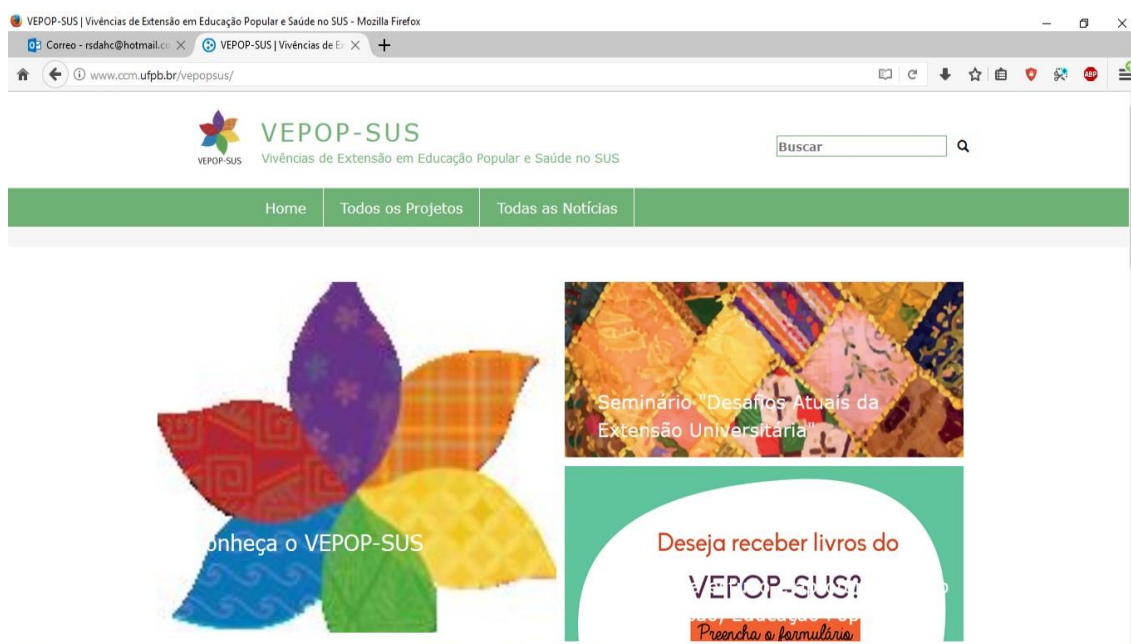 VEPOP-SUS | Vivências de Extensão em Educação Popular e Saúde no SUS - Mozilla Firefox
Correo - rsdahc@hotmail.co
VEPOP-SUS | Vivências de Ex
www.ccm.ufpb.br/vepopsus/
ABP
VEPOP-SUS
VEPOP-SUS
Vivências de Extensão em Educação Popular e Saúde no SUS
Buscar
Home
Todos os Projetos
Todas as Notícias
onheça o VEPOP-SUS
Seminário "Desafios Atuais da
Extensão Universitária"
Deseja receber livros do
VEPOP-SUS?
Preencha o formulário